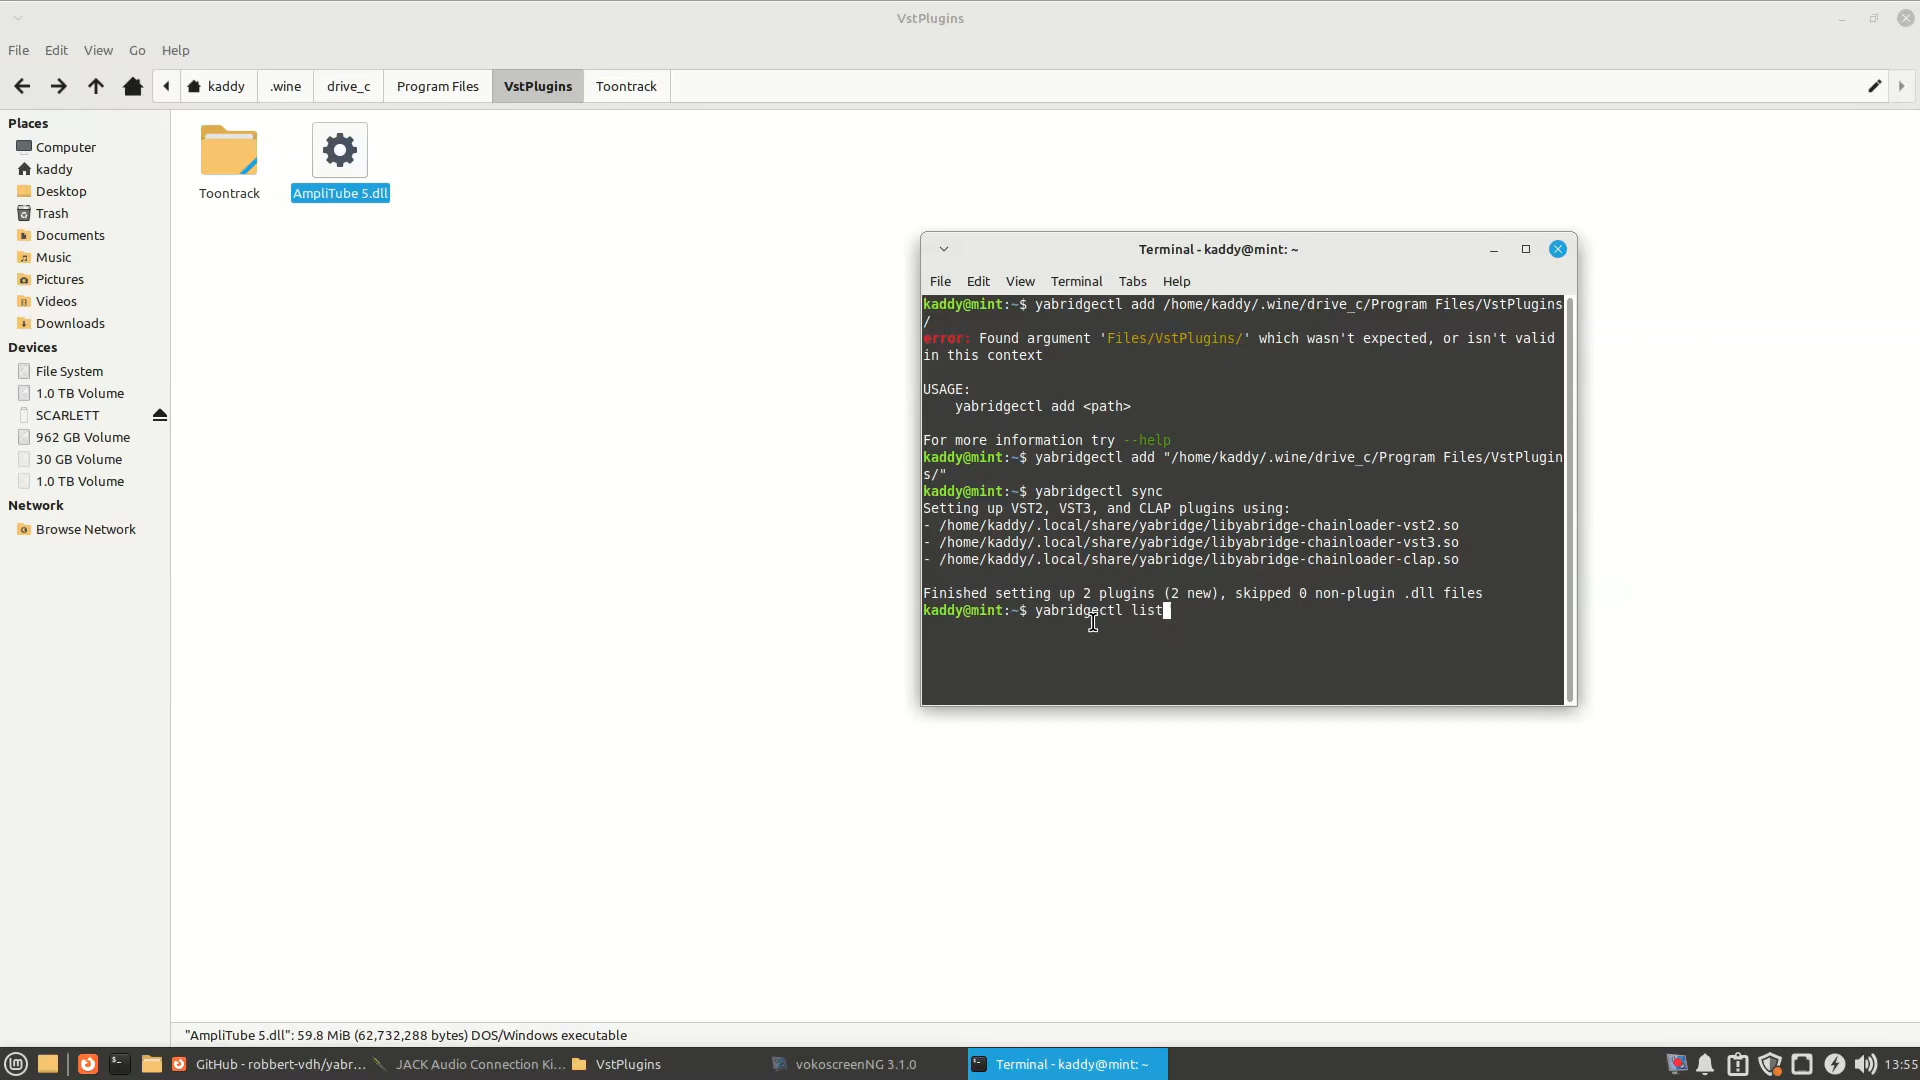 VstPlugins
File Edit View Go Help
kaddy .wine drive_c Program Files VstPlugins Toontrack
Places
Computer
kaddy
Desktop
Trash
Documents
Music
Pictures
Videos
Downloads
Devices
File System
1.0 TB Volume
SCARLETT
962 GB Volume
30 GB Volume
1.0 TB Volume
Network
Browse Network
Toontrack
AmpliTube 5.dll
Terminal - kaddy@mint: ~
File Edit View Terminal Tabs Help
kaddy@mint:~$ yabridgectl add /home/kaddy/.wine/drive_c/Program Files/VstPlugins
/
error: Found argument 'Files/VstPlugins/' which wasn't expected, or isn't valid
in this context
USAGE:
yabridgectl add <path>
For more information try --help
kaddy@mint:~$ yabridgectl add "/home/kaddy/.wine/drive_c/Program Files/VstPlugin
s/"
kaddy@mint:~$ yabridgectl sync
Setting up VST2, VST3, and CLAP plugins using:
- /home/kaddy/.local/share/yabridge/libyabridge-chainloader-vst2.so
- /home/kaddy/.local/share/yabridge/libyabridge-chainloader-vst3.so
- /home/kaddy/.local/share/yabridge/libyabridge-chainloader-clap.so
Finished setting up 2 plugins (2 new), skipped 0 non-plugin .dll files
kaddy@mint:~$ yabridgectl list
"AmpliTube 5.dll": 59.8 MiB (62,732,288 bytes) DOS/Windows executable
GitHub - robbert-vdh/yabr... JACK Audio Connection Ki... VstPlugins vokoscreenNG 3.1.0 Terminal - kaddy@mint: ~ 13:55